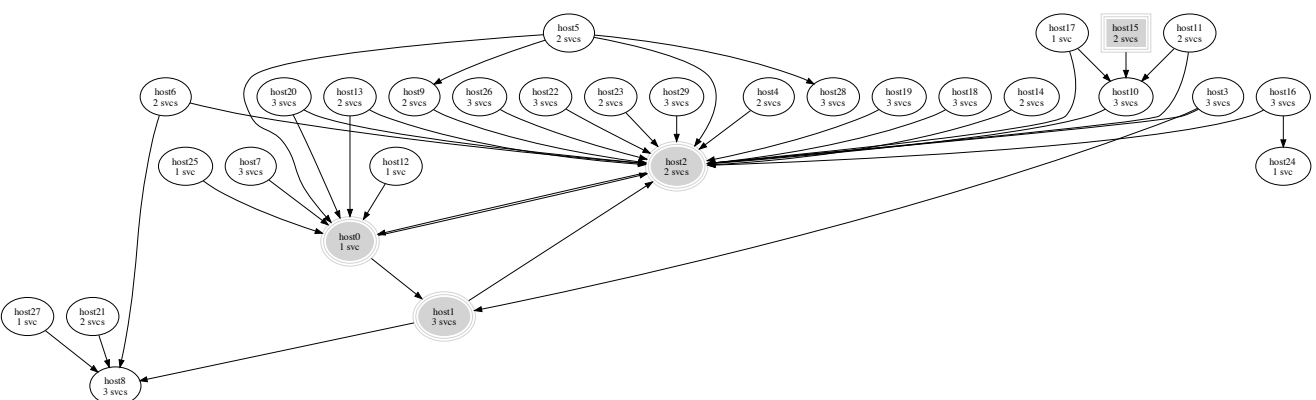 host5
2 svcs
host17
1 svc
host15
2 svcs
host11
2 svcs
host6
2 svcs
host20
3 svcs
host13
2 svcs
host9
2 svcs
host26
3 svcs
host22
3 svcs
host23
2 svcs
host29
3 svcs
host4
2 svcs
host28
3 svcs
host19
3 svcs
host18
3 svcs
host14
2 svcs
host10
3 svcs
host3
3 svcs
host16
3 svcs
host25
1 svc
host7
3 svcs
host12
1 svc
host2
2 svcs
host24
1 svc
host0
1 svc
host27
1 svc
host21
2 svcs
host1
3 svcs
host8
3 svcs